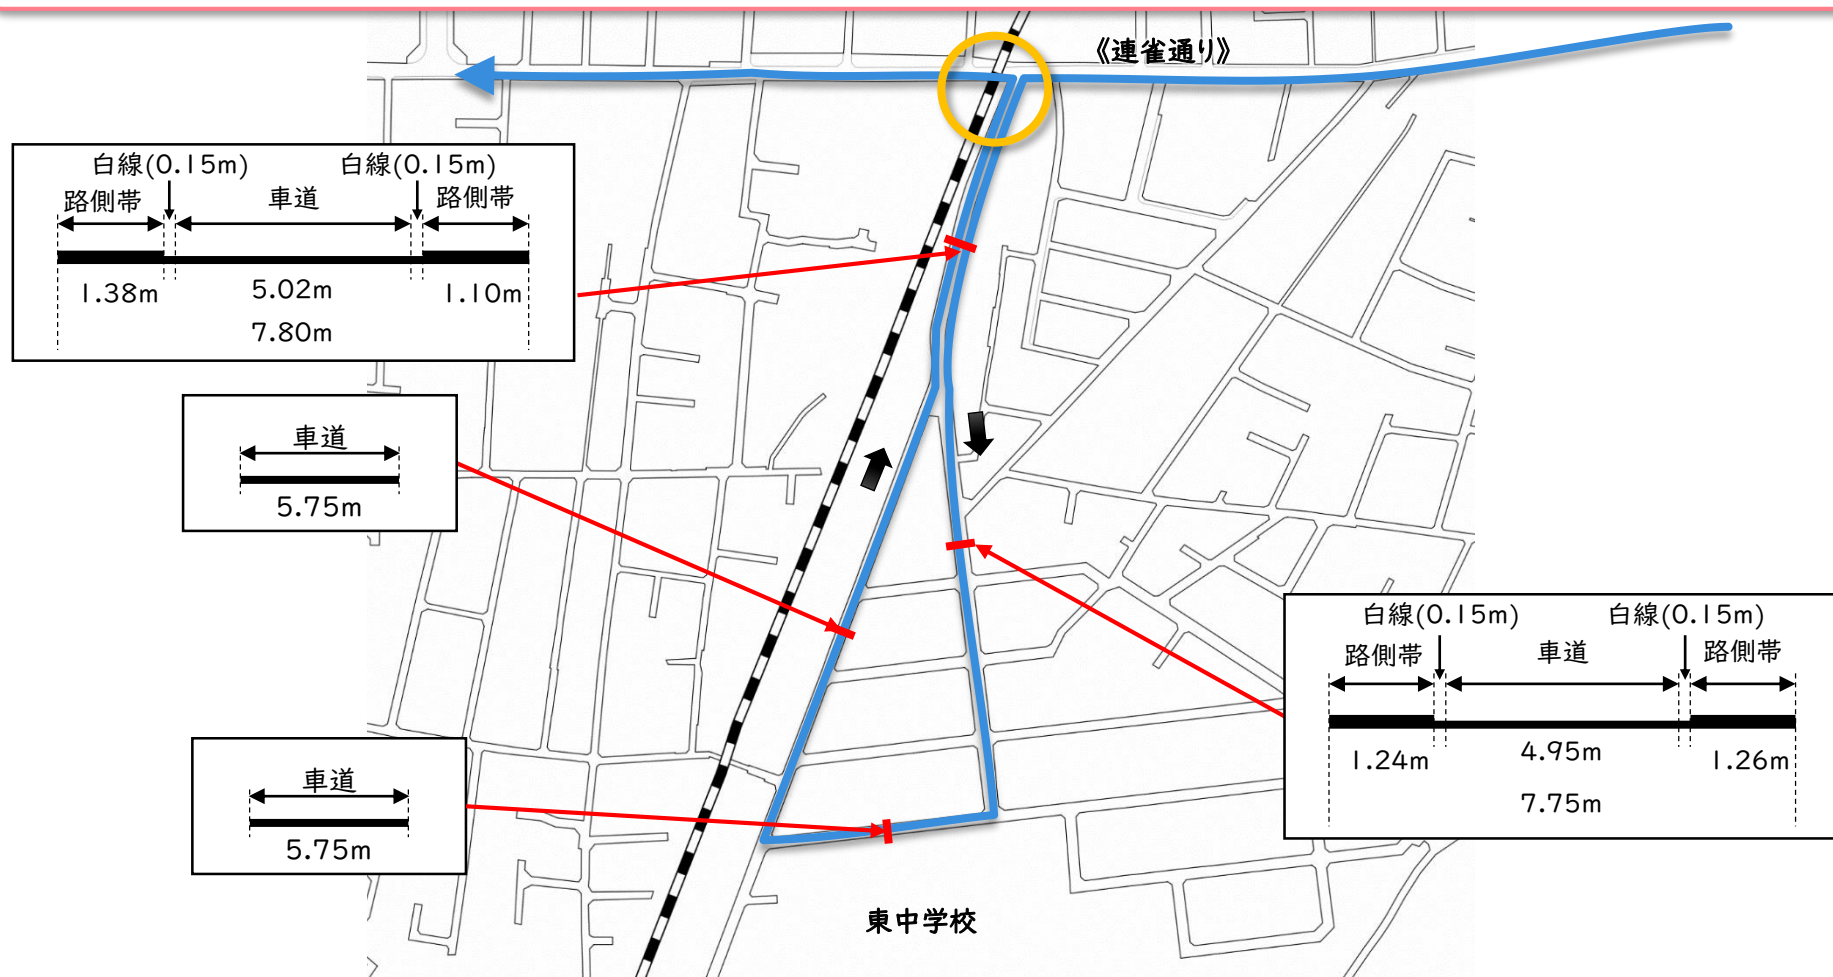 《連雀通り》
白線(0.15m) 白線(0.15m)
路側帯 車道 路側帯
1.38m 5.02m 1.10m
7.80m
車道
5.75m
白線(0.15m) 白線(0.15m)
路側帯 車道 路側帯
1.24m 4.95m 1.26m
7.75m
車道
5.75m
東中学校